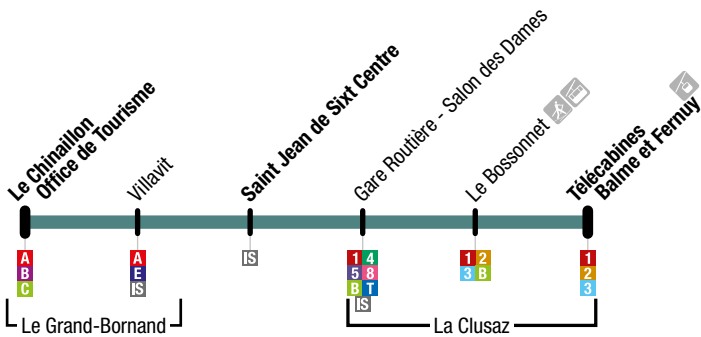 Le Chinaillon
Office de Tourisme
Villavit
Saint Jean de Sixt Centre
Gare Routière - Salon des Dames
Le Bossonnet
Télécabines
Balme et Fernuy
A
B
C
A
E
IS
IS
1 4
5 8
B T
IS
1 2
3 B
1
2
3
Le Grand-Bornand
La Clusaz